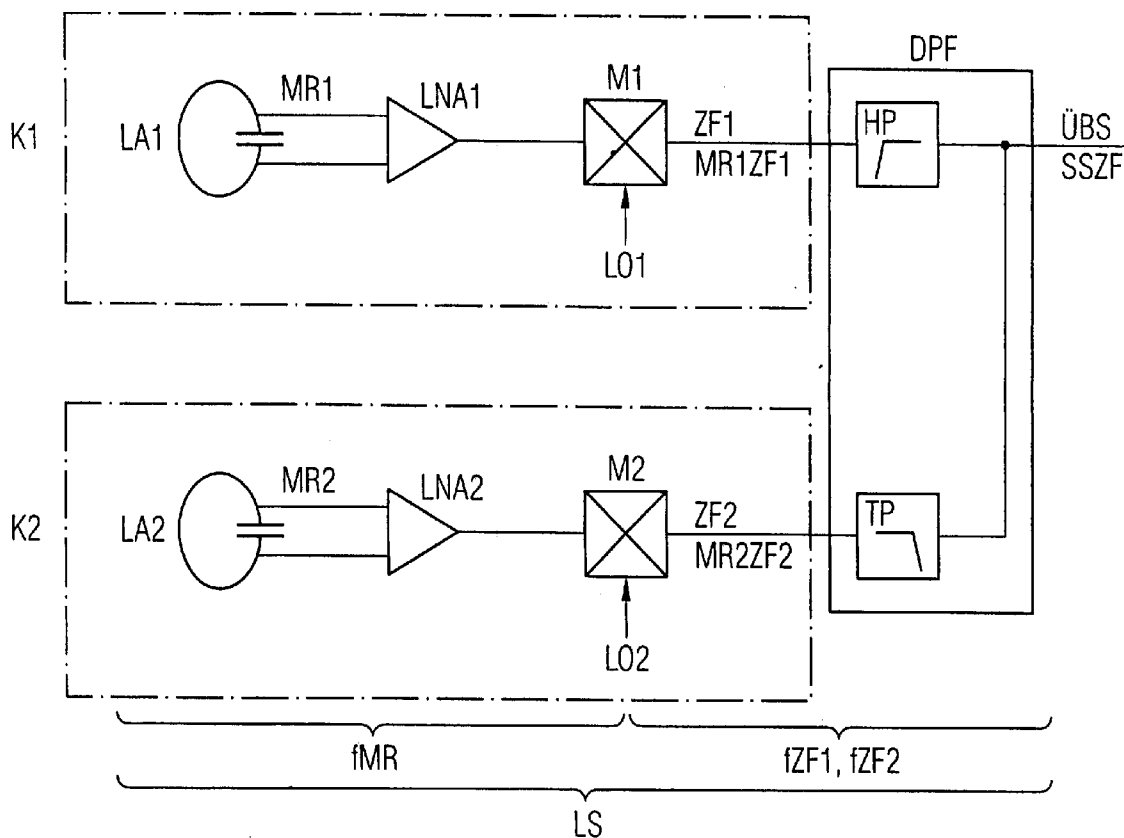 DPF
K1
LA1
MR1
LNA1
M1
LO1
ZF1
MR1ZF1
HP
ÜBS
SSZF
K2
LA2
MR2
LNA2
M2
LO2
ZF2
MR2ZF2
TP
fMR
fZF1, fZF2
LS